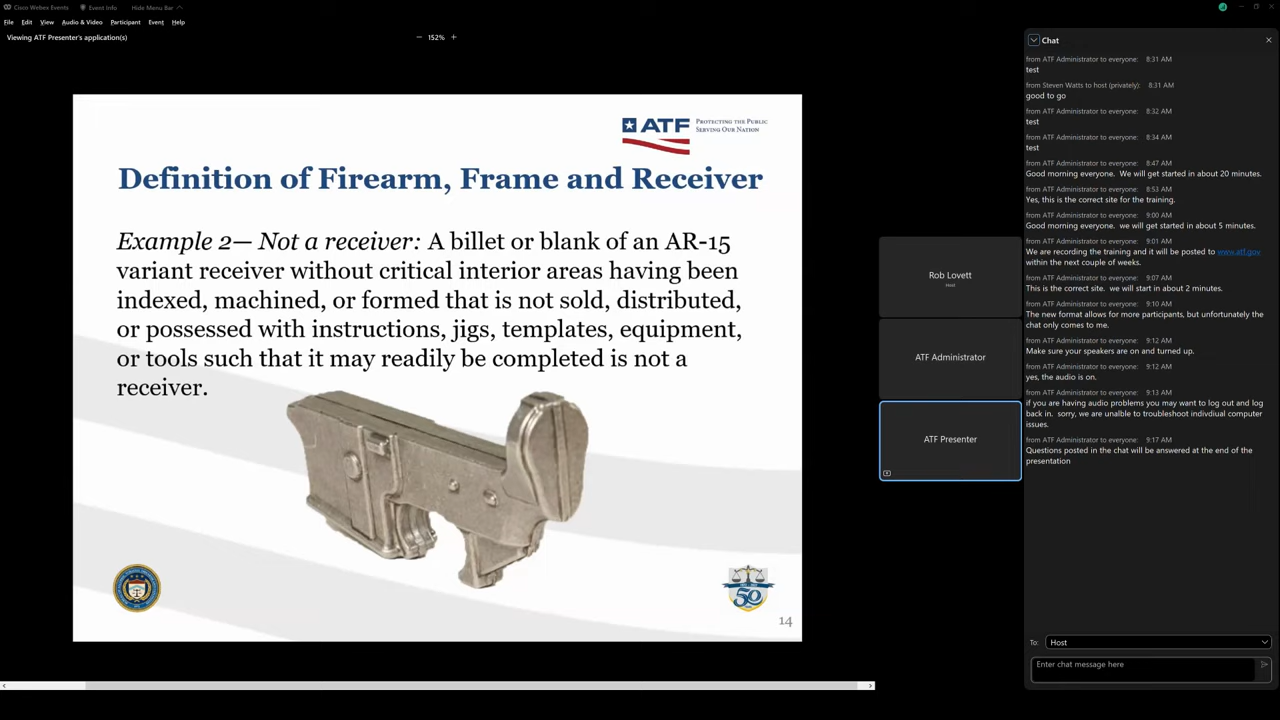 Cisco Webex Events
Event Info
Hide Menu Bar
File Edit View Audio & Video Participant Event Help
Viewing ATF Presenter's application(s)
152%
ATF
PROTECTING THE PUBLIC
SERVING OUR NATION
Definition of Firearm, Frame and Receiver
Example 2— Not a receiver: A billet or blank of an AR-15
variant receiver without critical interior areas having been
indexed, machined, or formed that is not sold, distributed,
or possessed with instructions, jigs, templates, equipment,
or tools such that it may readily be completed is not a
receiver.
50
14
Rob Lovett
Host
ATF Administrator
ATF Presenter
Chat
from ATF Administrator to everyone: 8:31 AM
test
from Steven Watts to host (privately): 8:31 AM
good to go
from ATF Administrator to everyone: 8:32 AM
test
from ATF Administrator to everyone: 8:34 AM
test
from ATF Administrator to everyone: 8:47 AM
Good morning everyone. We will get started in about 20 minutes.
from ATF Administrator to everyone: 8:53 AM
Yes, this is the correct site for the training.
from ATF Administrator to everyone: 9:00 AM
Good morning everyone. we will get started in about 5 minutes.
from ATF Administrator to everyone: 9:01 AM
We are recording the training and it will be posted to www.atf.gov
within the next couple of weeks.
from ATF Administrator to everyone: 9:07 AM
This is the correct site. we will start in about 2 minutes.
from ATF Administrator to everyone: 9:10 AM
The new format allows for more participants, but unfortunately the
chat only comes to me.
from ATF Administrator to everyone: 9:12 AM
Make sure your speakers are on and turned up.
from ATF Administrator to everyone: 9:12 AM
yes, the audio is on.
from ATF Administrator to everyone: 9:13 AM
if you are having audio problems you may want to log out and log
back in. sorry, we are unable to troubleshoot indivdiual computer
issues.
from ATF Administrator to everyone: 9:17 AM
Questions posted in the chat will be answered at the end of the
presentation
To: Host
Enter chat message here